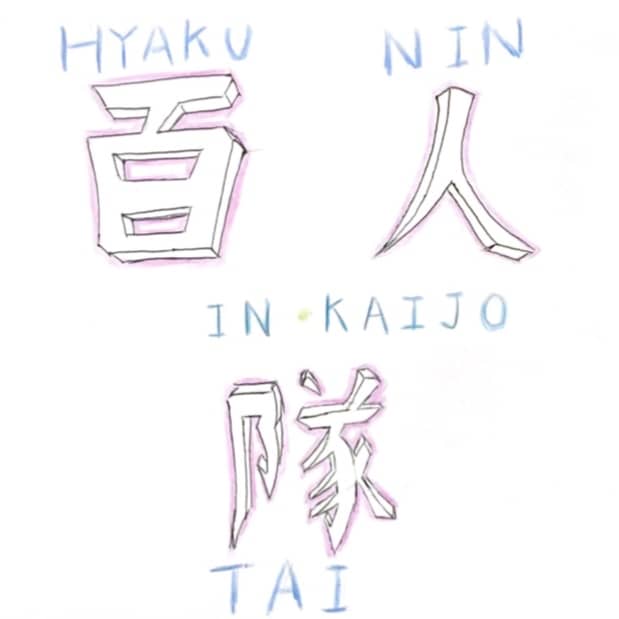 HYAKU NIN
百 人
IN・KAIJO
隊
TAI